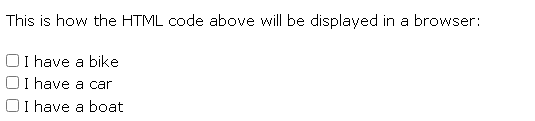 This is how the HTML code above will be displayed in a browser:
I have a bike
I have a car
I have a boat